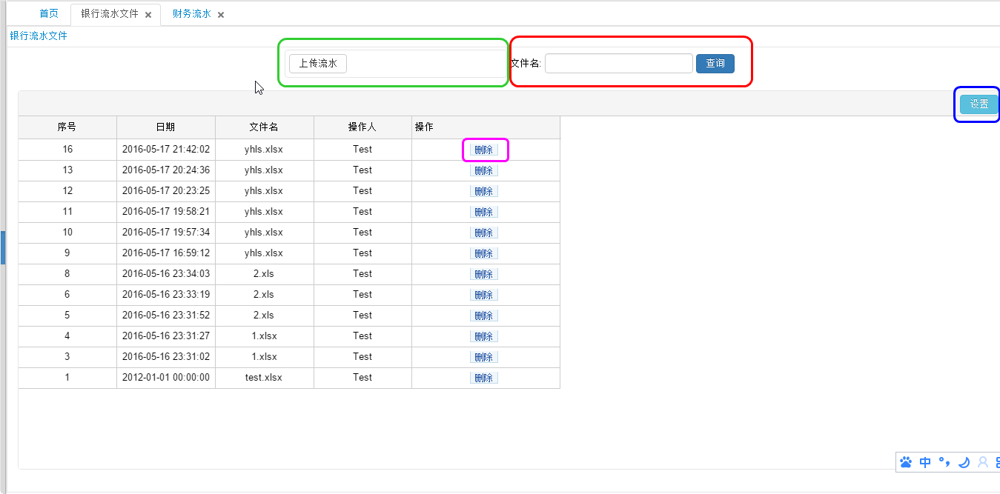 首页 银行流水文件 × 财务流水 ×
银行流水文件
上传流水 文件名: 查询
设置
序号 日期 文件名 操作人 操作
16 2016-05-17 21:42:02 yhls.xlsx Test 删除
13 2016-05-17 20:24:36 yhls.xlsx Test 删除
12 2016-05-17 20:23:25 yhls.xlsx Test 删除
11 2016-05-17 19:58:21 yhls.xlsx Test 删除
10 2016-05-17 19:57:34 yhls.xlsx Test 删除
9 2016-05-17 16:59:12 yhls.xlsx Test 删除
8 2016-05-16 23:34:03 2.xls Test 删除
6 2016-05-16 23:33:19 2.xls Test 删除
5 2016-05-16 23:31:52 2.xls Test 删除
4 2016-05-16 23:31:27 1.xlsx Test 删除
3 2016-05-16 23:31:02 1.xlsx Test 删除
1 2012-01-01 00:00:00 test.xlsx Test 删除
中 °,